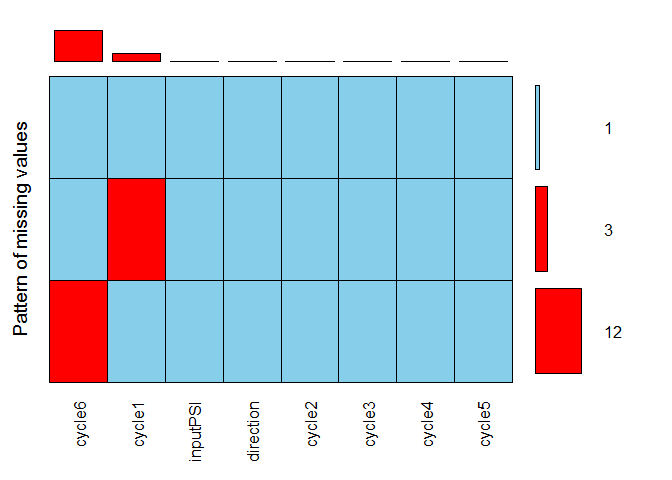 Pattern of missing values
1
3
12
cycle6
cycle1
inputPSI
direction
cycle2
cycle3
cycle4
cycle5